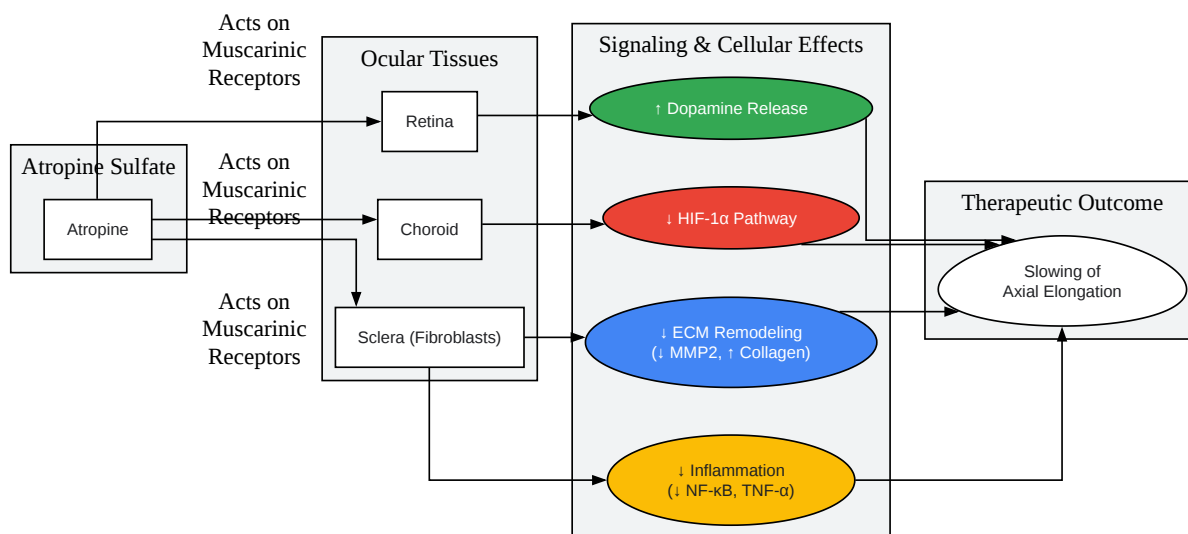 Acts on
Muscarinic
Receptors
Ocular Tissues
Signaling & Cellular Effects
Retina
↑ Dopamine Release
Atropine Sulfate
Acts on
Muscarinic
Receptors
Atropine
Choroid
↓ HIF-1α Pathway
Therapeutic Outcome
Slowing of
Axial Elongation
Acts on
Muscarinic
Receptors
Sclera (Fibroblasts)
↓ ECM Remodeling
(↓ MMP2, ↑ Collagen)
↓ Inflammation
(↓ NF-κB, TNF-α)